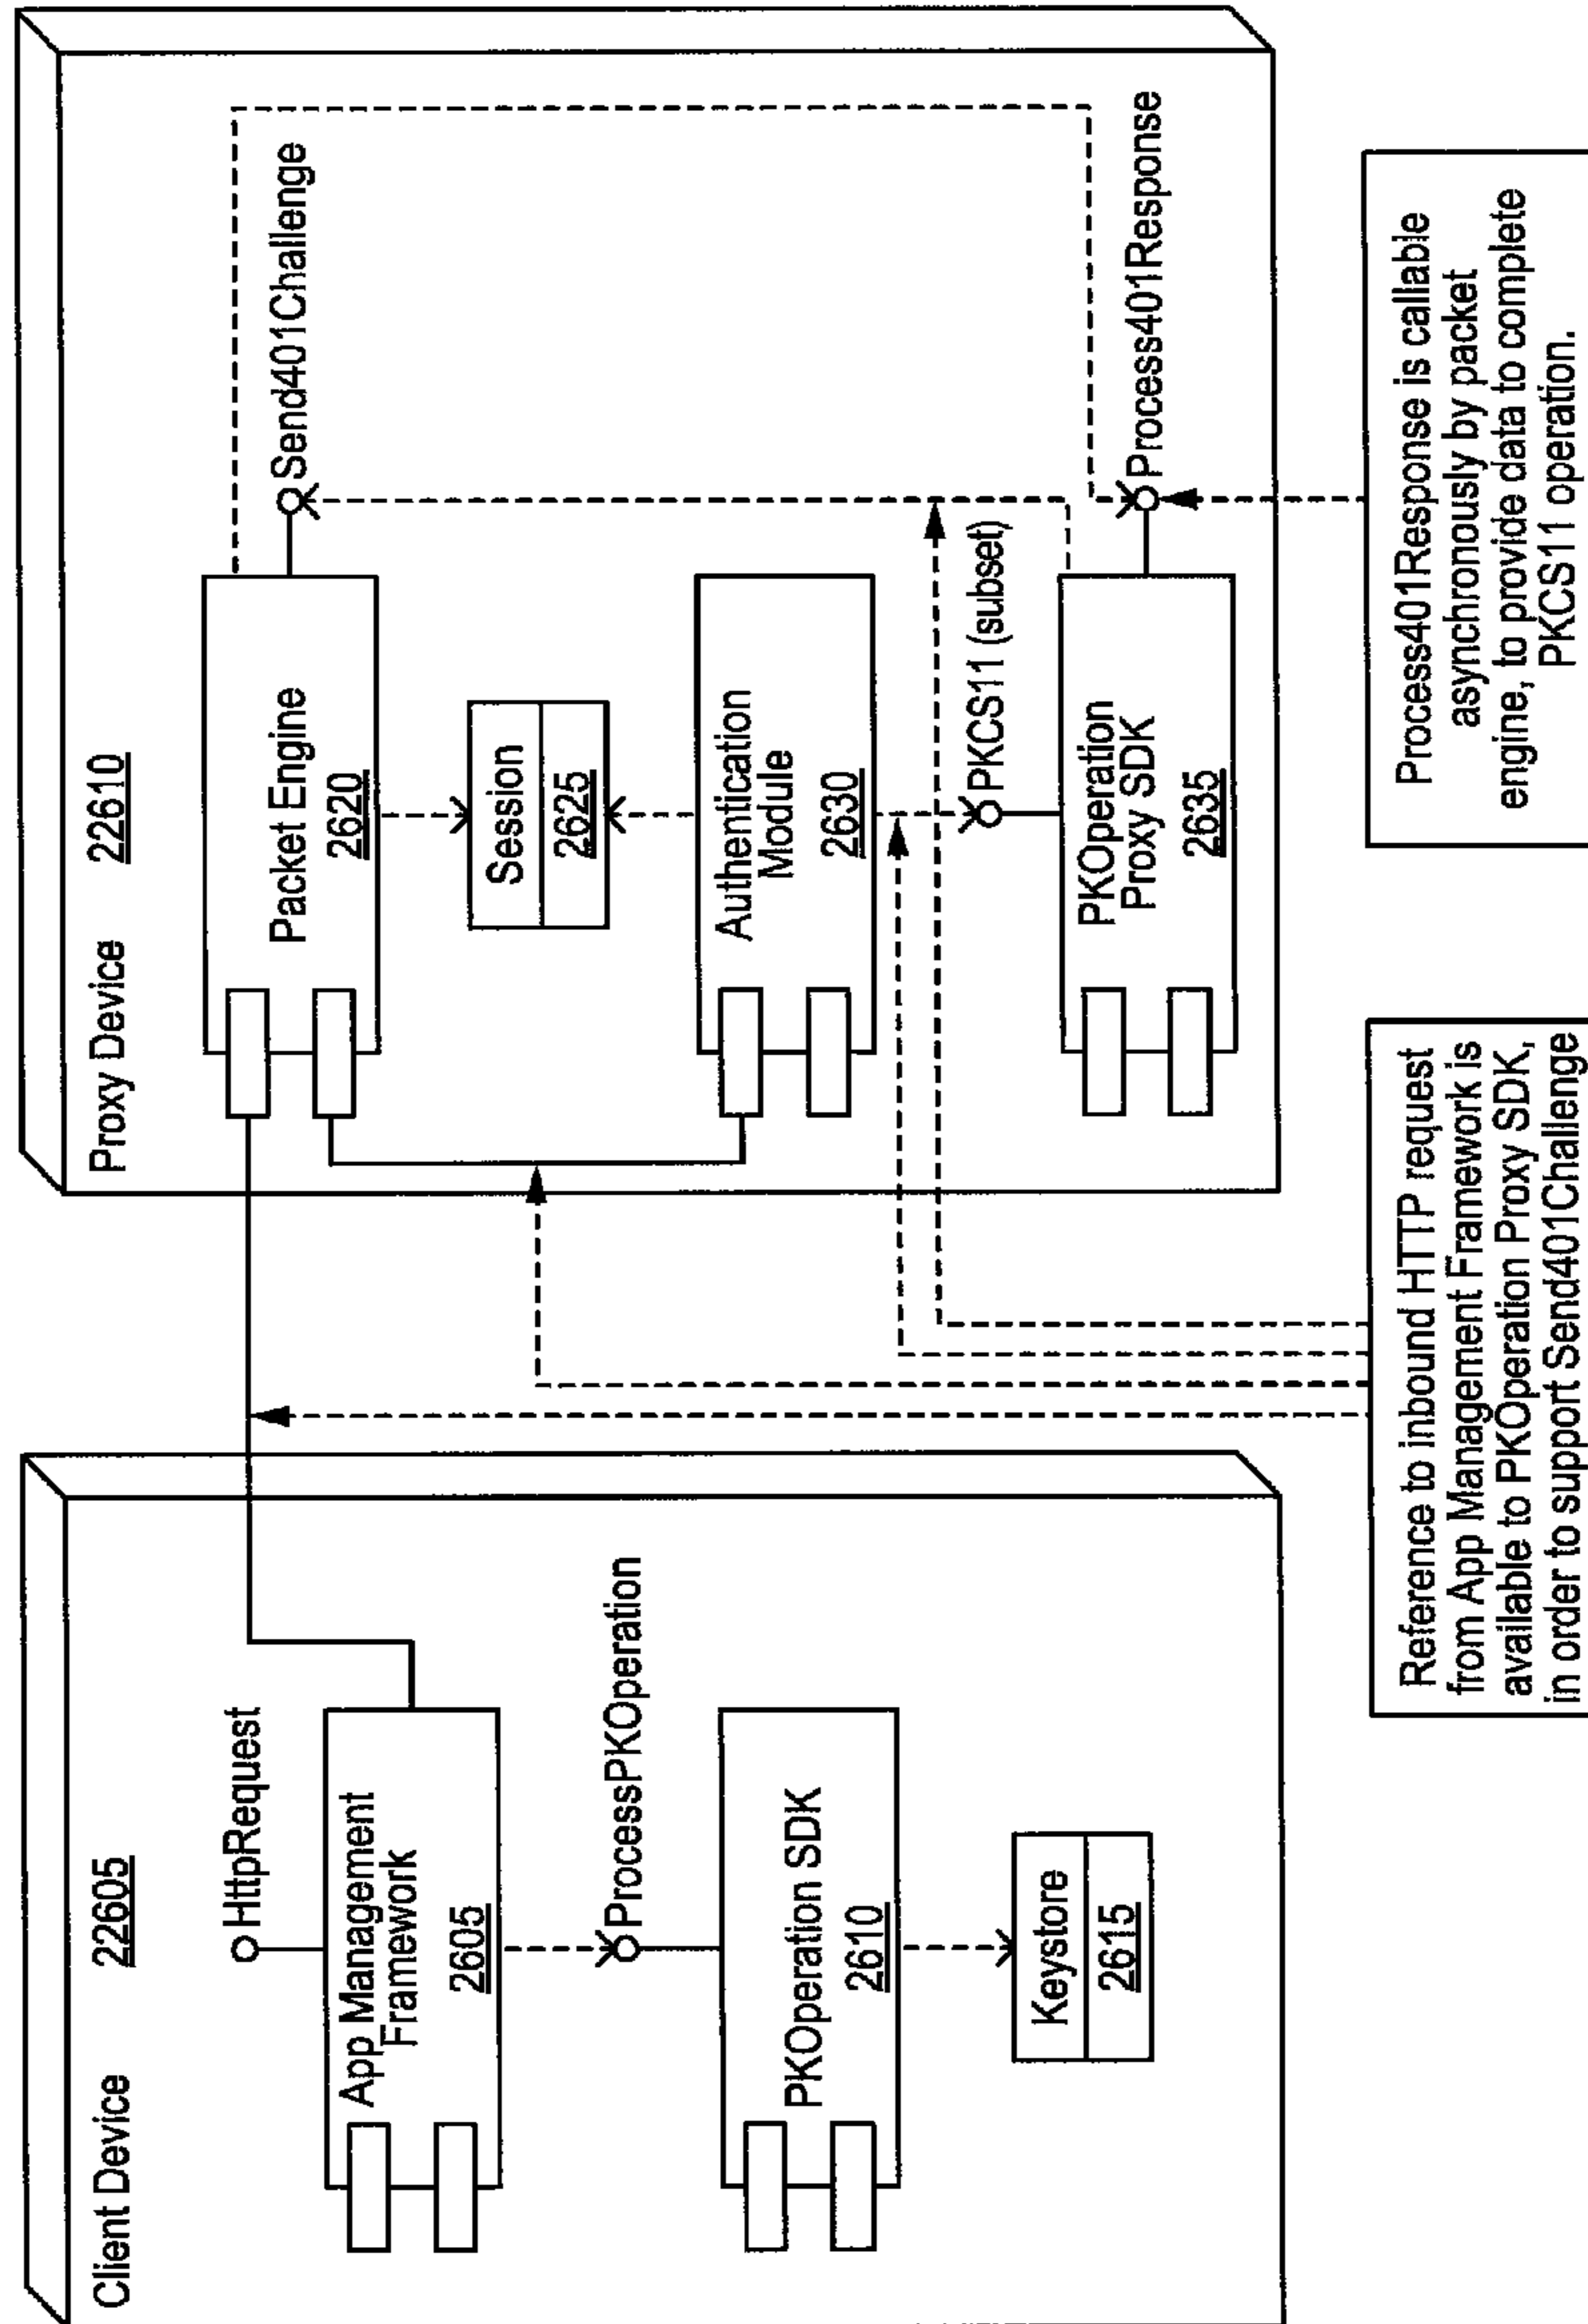 Client Device 22605
HttpRequest
App Management
Framework
2605
ProcessPKOperation
PKOperation SDK
2610
Keystore
2615
Proxy Device 22610
Packet Engine
2620
Send401Challenge
Session
2625
Authentication
Module
2630
PKCS11 (subset)
PKOperation
Proxy SDK
2635
Process401Response
Reference to inbound HTTP request
from App Management Framework is
available to PKOperation Proxy SDK,
in order to support Send401Challenge
Process401Response is callable
asynchronously by packet
engine, to provide data to complete
PKCS11 operation.